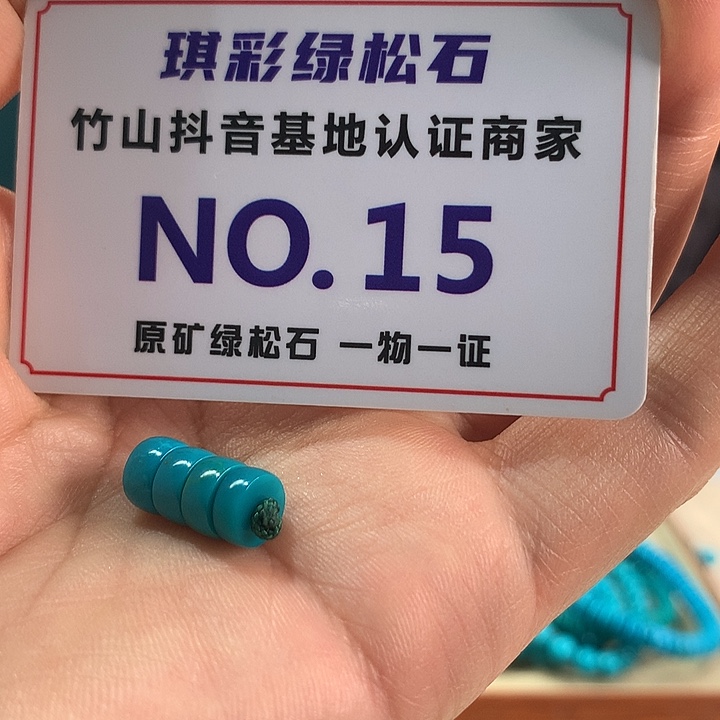 琪彩绿松石
竹山抖音基地认证商家
NO.15
原矿绿松石 一物一证